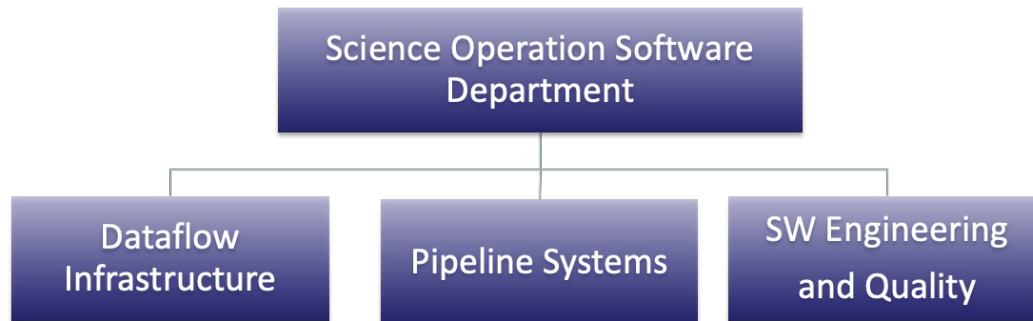 Science Operation Software
Department
Dataflow
Infrastructure
Pipeline Systems
SW Engineering
and Quality